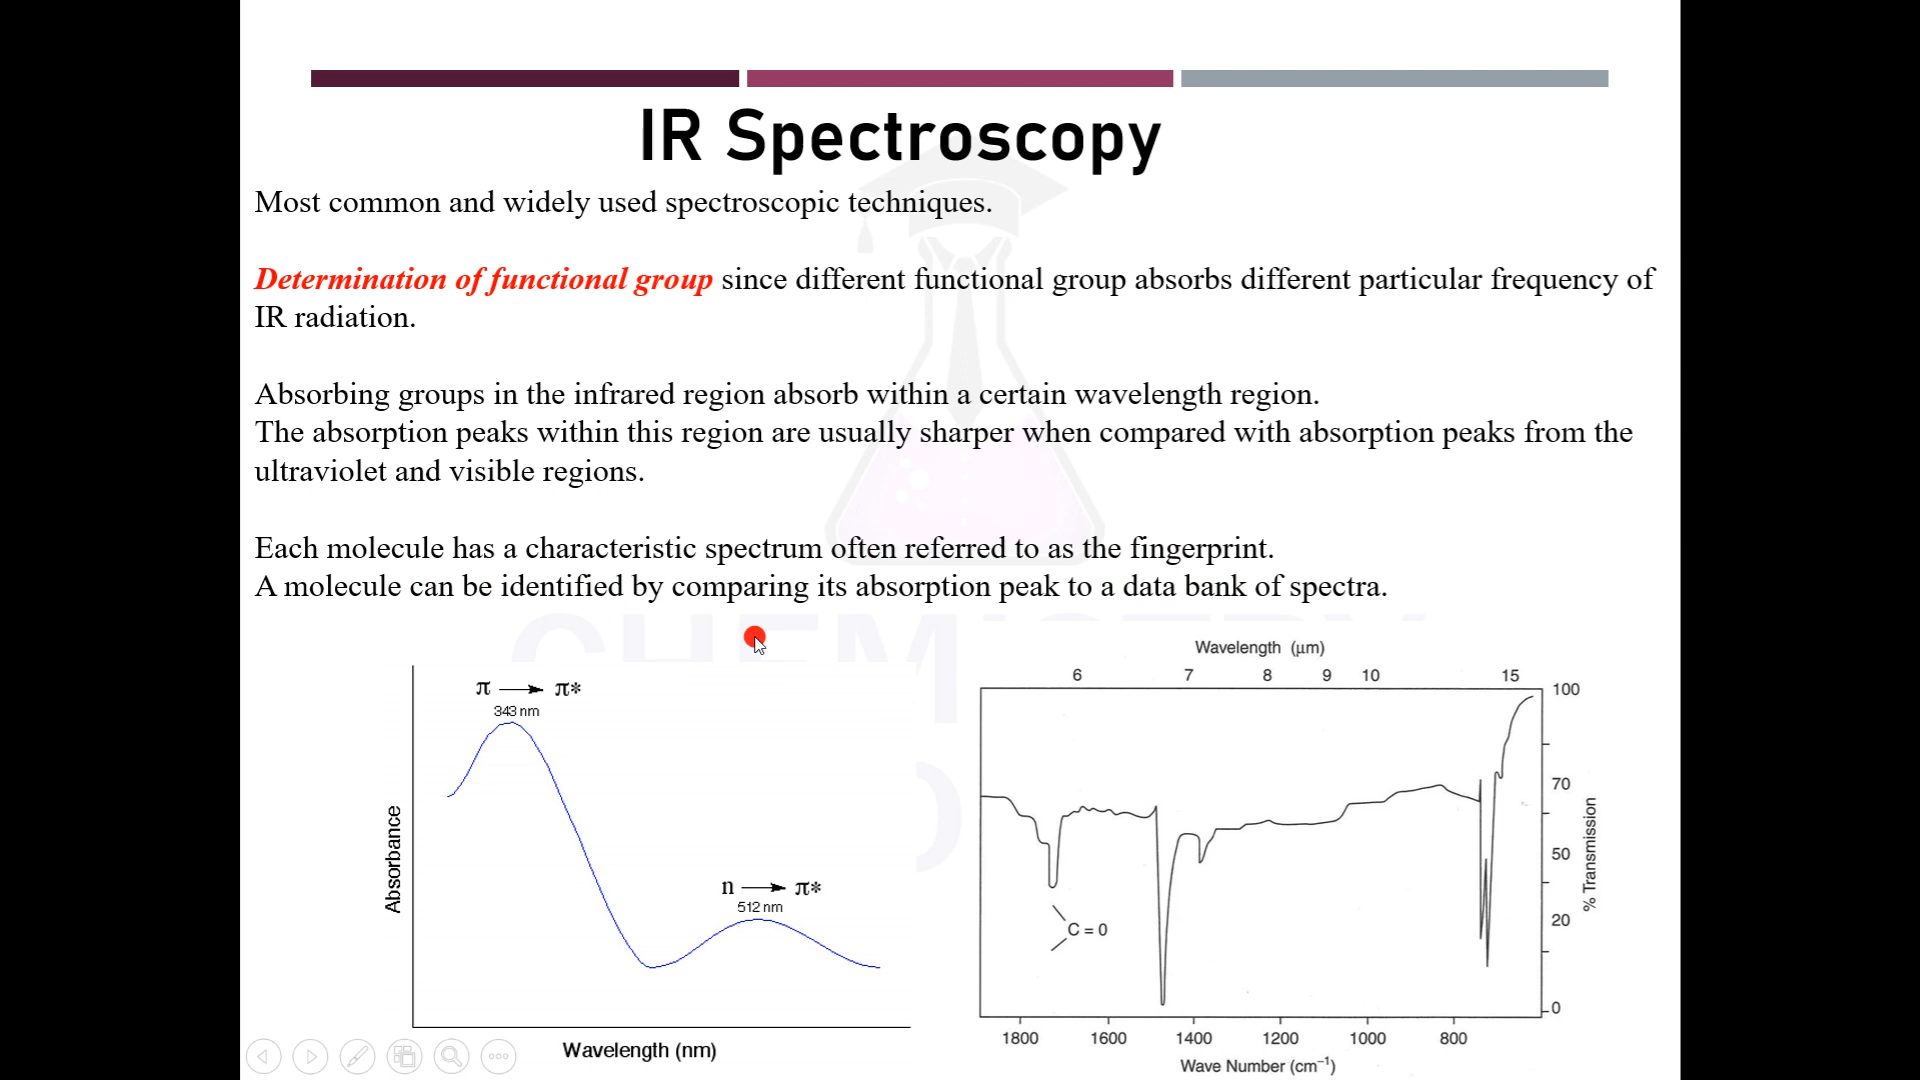 IR Spectroscopy
Most common and widely used spectroscopic techniques.
Determination of functional group since different functional group absorbs different particular frequency of
IR radiation.
Absorbing groups in the infrared region absorb within a certain wavelength region.
The absorption peaks within this region are usually sharper when compared with absorption peaks from the
ultraviolet and visible regions.
Each molecule has a characteristic spectrum often referred to as the fingerprint.
A molecule can be identified by comparing its absorption peak to a data bank of spectra.
π → π*
343 nm
n → π*
512 nm
Absorbance
Wavelength (nm)
Wavelength (μm)
6 7 8 9 10 15
100
70
50
20
0
% Transmission
C = 0
1800 1600 1400 1200 1000 800
Wave Number (cm⁻¹)